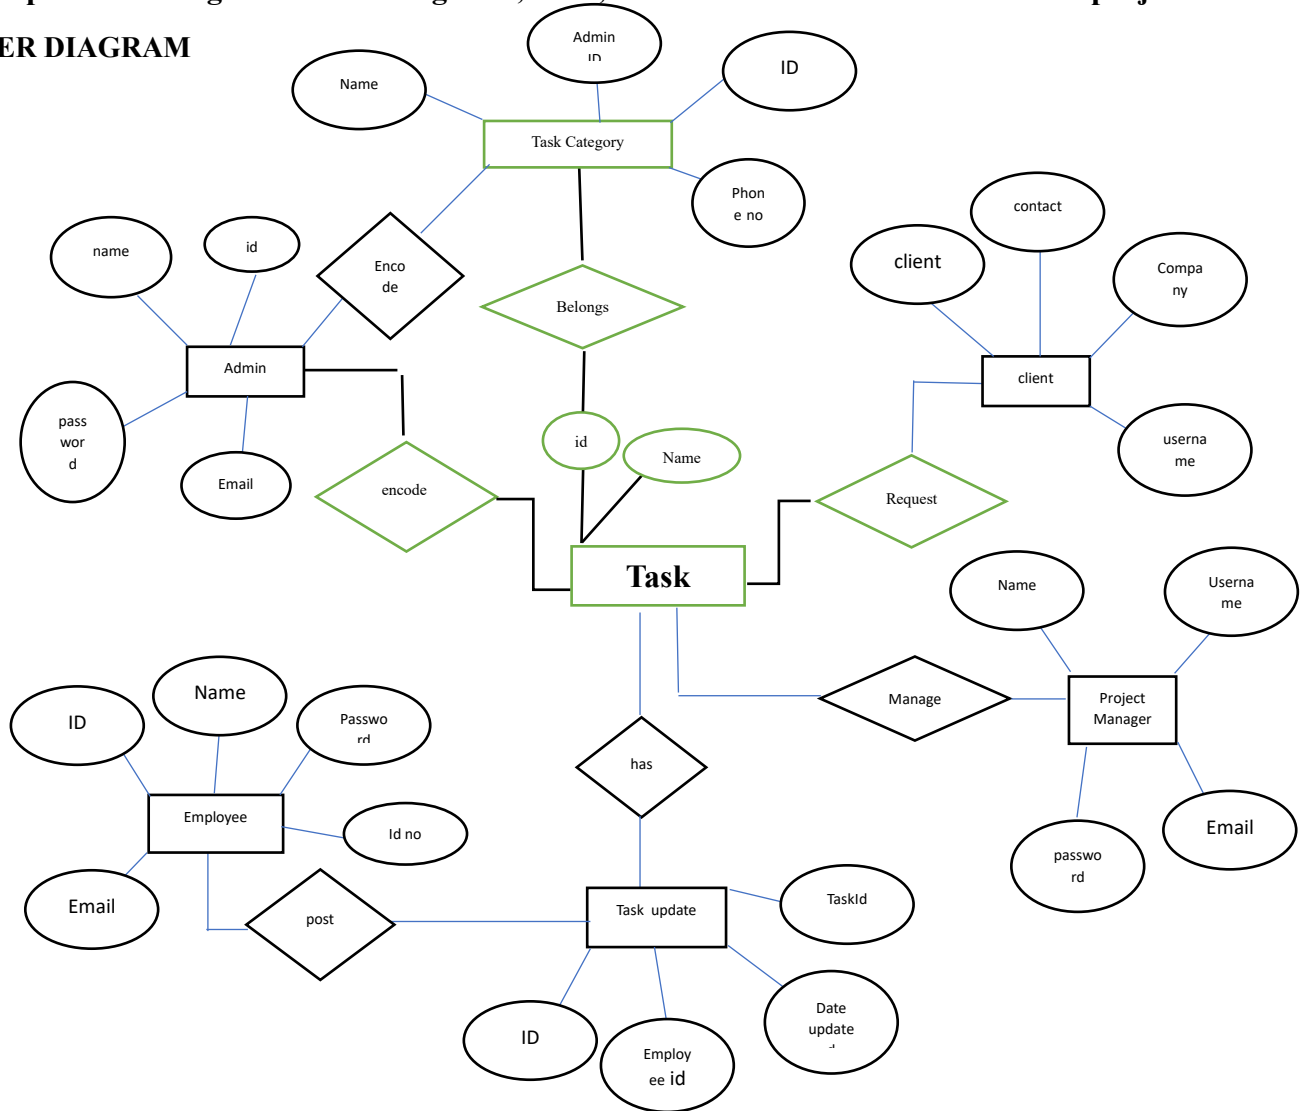 ER DIAGRAM
Admin
ID
Name
ID
Task Category
Phon
e no
contact
client
name
id
Enco
de
Compa
ny
Belongs
Admin
client
pass
wor
d
id
Name
userna
me
Email
encode
Request
Task
Name
Userna
me
Name
ID
Passwo
rd
Manage
Project
Manager
has
Employee
Id no
Email
passwo
rd
Email
post
Task update
TaskId
Date
update
d
ID
Employ
ee id